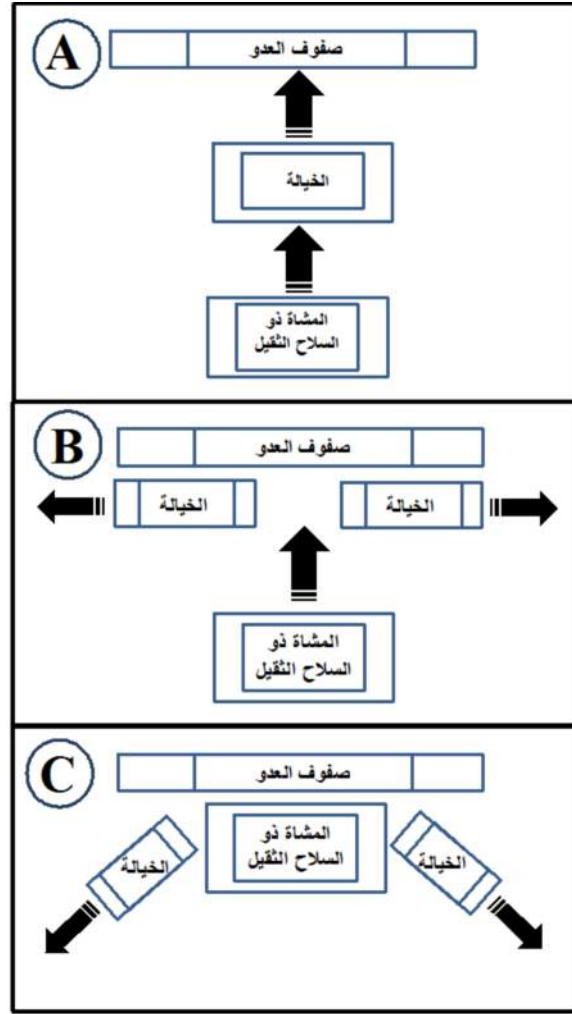 A
صفوف العدو
الخيالة
المشاة ذو
السلاح الثقيل
B
صفوف العدو
الخيالة
الخيالة
المشاة ذو
السلاح الثقيل
C
صفوف العدو
المشاة ذو
السلاح الثقيل
الخيالة
الخيالة